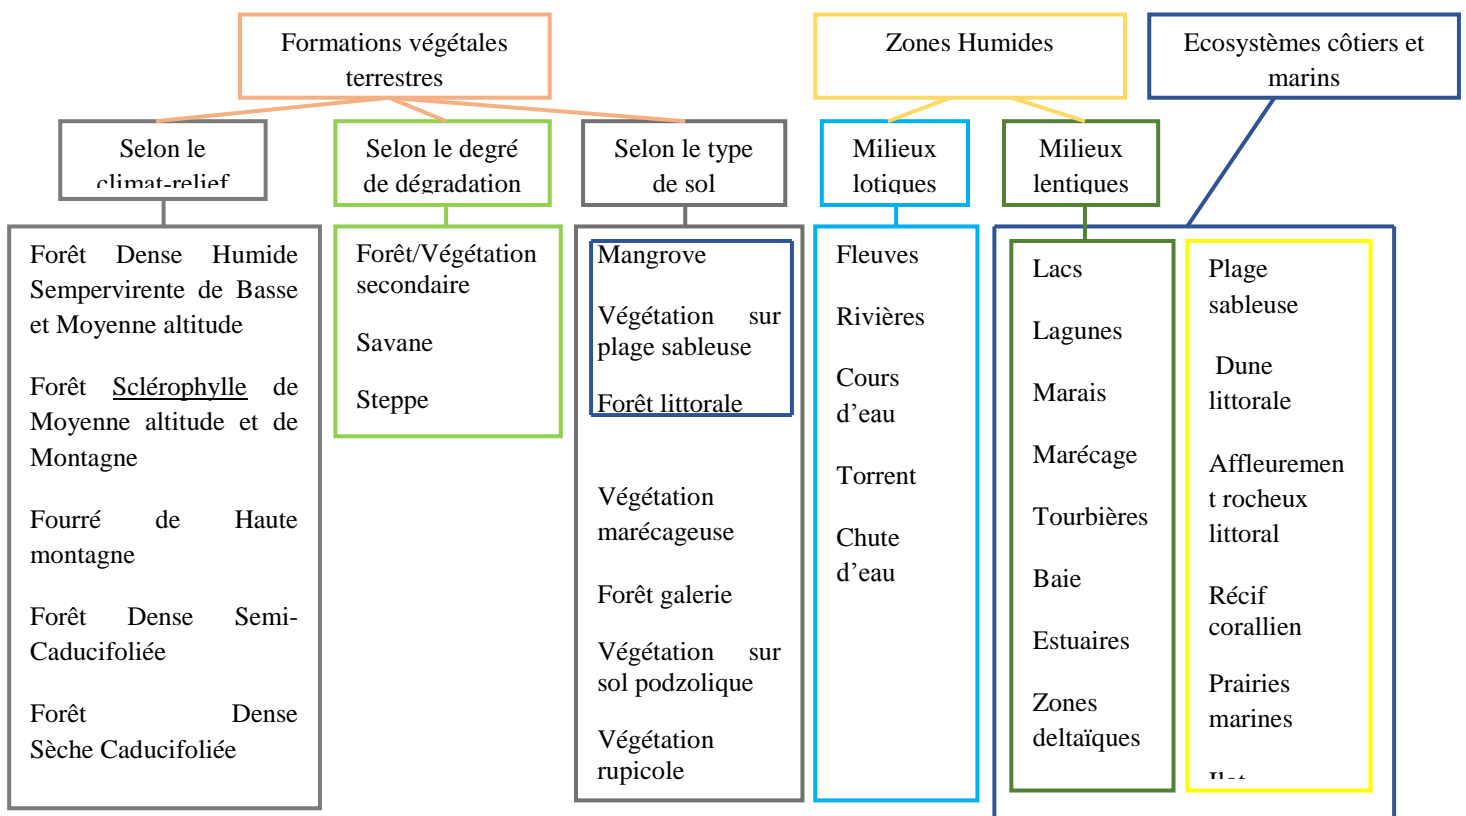 Formations végétales
terrestres
Zones Humides
Ecosystèmes côtiers et
marins
Selon le
climat-relief
Selon le degré
de dégradation
Selon le type
de sol
Milieux
lotiques
Milieux
lentiques
Forêt Dense Humide
Sempervirente de Basse
et Moyenne altitude
Forêt Sclérophylle de
Moyenne altitude et de
Montagne
Fourré de Haute
montagne
Forêt Dense Semi-
Caducifoliée
Forêt Dense
Sèche Caducifoliée
Forêt/Végétation
secondaire
Savane
Steppe
Mangrove
Végétation sur
plage sableuse
Forêt littorale
Végétation
marécageuse
Forêt galerie
Végétation sur
sol podzolique
Végétation
rupicole
Fleuves
Rivières
Cours
d’eau
Torrent
Chute
d’eau
Lacs
Lagunes
Marais
Marécage
Tourbières
Baie
Estuaires
Zones
deltaïques
Plage
sableuse
Dune
littorale
Affleuremen
t rocheux
littoral
Récif
corallien
Prairies
marines